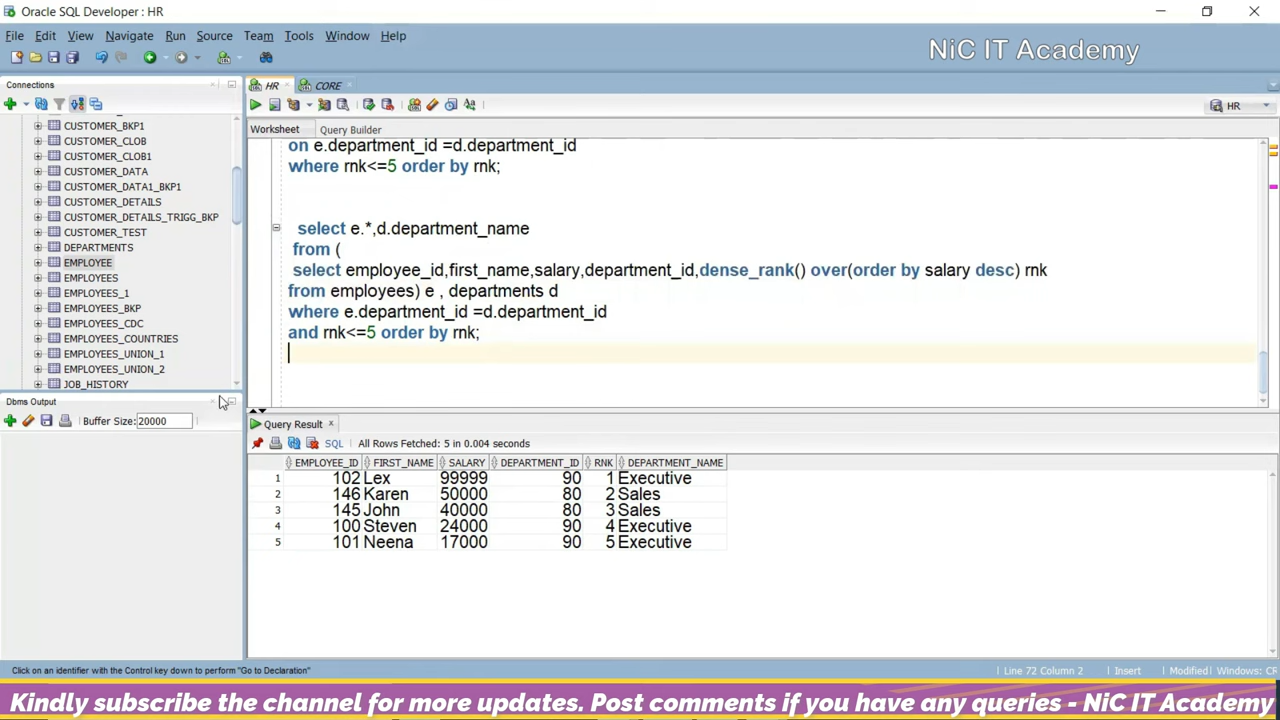 Oracle SQL Developer: HR
File Edit View Navigate Run Source Team Tools Window Help
NiC IT Academy
Connections
HR
CORE
HR
Worksheet
Query Builder
CUSTOMER_BKP1
CUSTOMER_CLOB
CUSTOMER_CLOB1
CUSTOMER_DATA
CUSTOMER_DATA1_BKP1
CUSTOMER_DETAILS
CUSTOMER_DETAILS_TRIGG_BKP
CUSTOMER_TEST
DEPARTMENTS
EMPLOYEE
EMPLOYEES
EMPLOYEES_1
EMPLOYEES_BKP
EMPLOYEES_CDC
EMPLOYEES_COUNTRIES
EMPLOYEES_UNION_1
EMPLOYEES_UNION_2
JOB_HISTORY
on e.department_id =d.department_id
where rnk<=5 order by rnk;
select e.*,d.department_name
from (
select employee_id,first_name,salary,department_id,dense_rank() over(order by salary desc) rnk
from employees) e , departments d
where e.department_id =d.department_id
and rnk<=5 order by rnk;
Dbms Output
Buffer Size: 20000
Query Result
SQL All Rows Fetched: 5 in 0.004 seconds
EMPLOYEE_ID FIRST_NAME SALARY DEPARTMENT_ID RNK DEPARTMENT_NAME
1 102 Lex 99999 90 1 Executive
2 146 Karen 50000 80 2 Sales
3 145 John 40000 80 3 Sales
4 100 Steven 24000 90 4 Executive
5 101 Neena 17000 90 5 Executive
Click on an identifier with the Control key down to perform "Go to Declaration"
Line 72 Column 2 Insert Modified Windows: CR
Kindly subscribe the channel for more updates. Post comments if you have any queries - NiC IT Academy